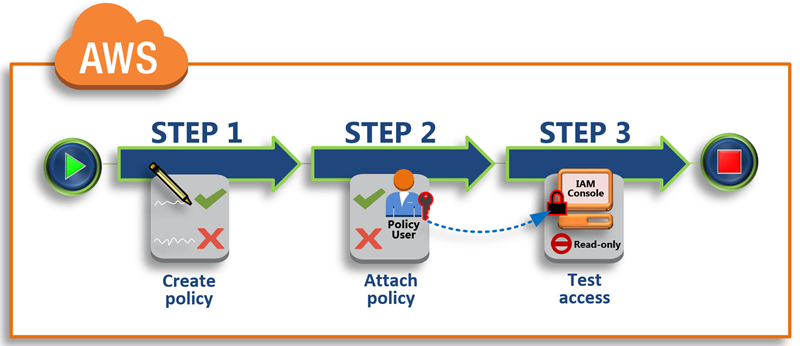 AWS
STEP 1
STEP 2
STEP 3
Policy
User
IAM
Console
Read-only
Create
policy
Attach
policy
Test
access